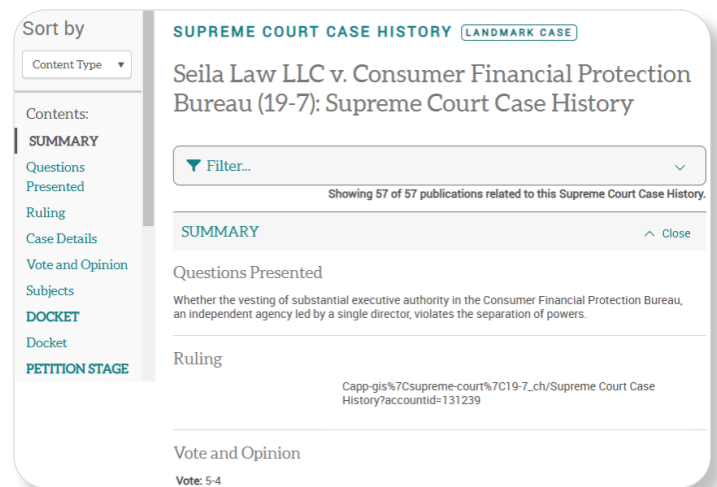 Sort by
Content Type
Contents:
SUMMARY
Questions
Presented
Ruling
Case Details
Vote and Opinion
Subjects
DOCKET
Docket
PETITION STAGE
SUPREME COURT CASE HISTORY LANDMARK CASE
Seila Law LLC v. Consumer Financial Protection
Bureau (19-7): Supreme Court Case History
Filter...
Showing 57 of 57 publications related to this Supreme Court Case History.
SUMMARY Close
Questions Presented
Whether the vesting of substantial executive authority in the Consumer Financial Protection Bureau,
an independent agency led by a single director, violates the separation of powers.
Ruling
Capp-gis%7Csupreme-court%7C19-7_ch/Supreme Court Case
History?accountid=131239
Vote and Opinion
Vote: 5-4